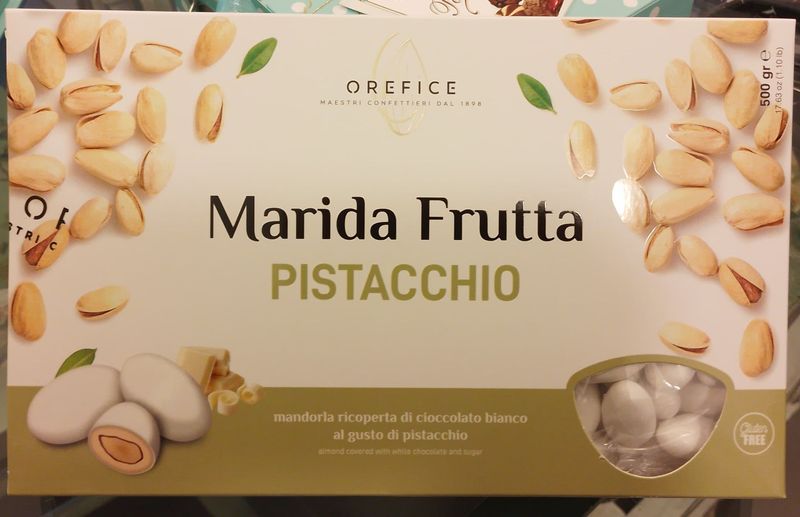 OREFICE
MAESTRI CONFETTIERI DAL 1898
500 gr e
17.63 oz (1.10 lb)
Marida Frutta
PISTACCHIO
mandorla ricoperta di cioccolato bianco
al gusto di pistacchio
almond covered with white chocolate and sugar
Gluten
FREE